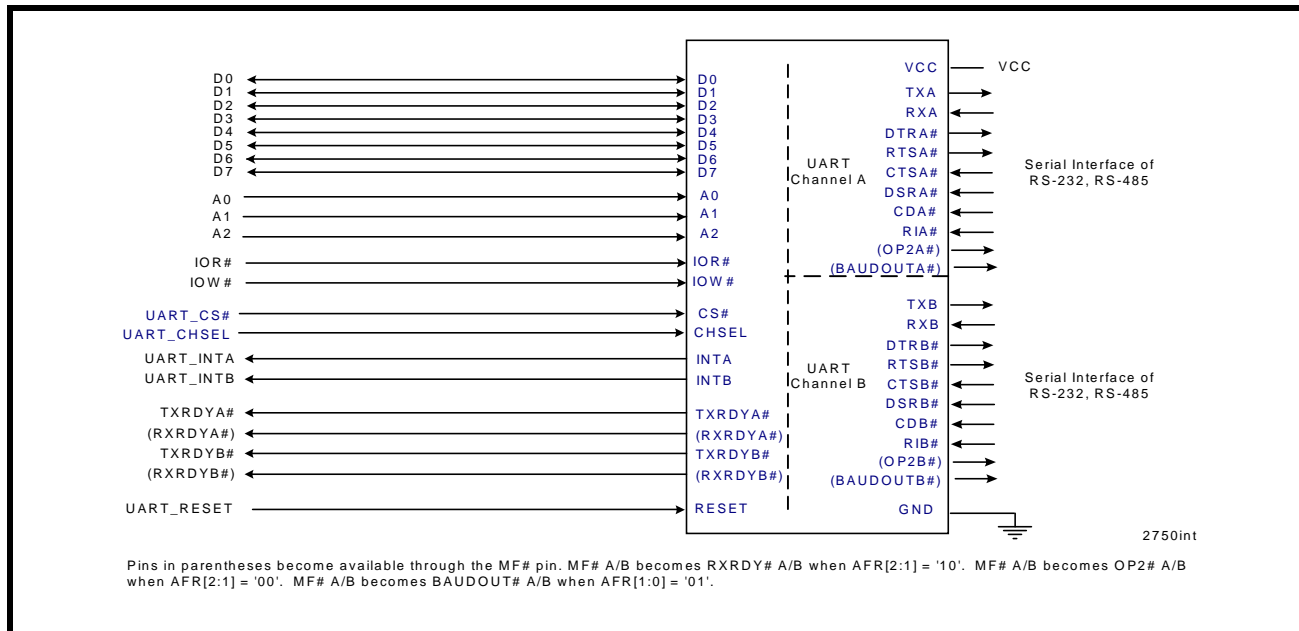 D0
D1
D2
D3
D4
D5
D6
D7
A0
A1
A2
IOR#
IOW#
UART_CS#
UART_CHSEL
UART_INTA
UART_INTB
TXRDYA#
(RXRDYA#)
TXRDYB#
(RXRDYB#)
UART_RESET
D0
D1
D2
D3
D4
D5
D6
D7
A0
A1
A2
IOR#
IOW#
CS#
CHSEL
INTA
INTB
TXRDYA#
(RXRDYA#)
TXRDYB#
(RXRDYB#)
RESET
UART
Channel A
UART
Channel B
VCC
TXA
RXA
DTRA#
RTSA#
CTSA#
DSRA#
CDA#
RIA#
(OP2A#)
(BAUDOUTA#)
TXB
RXB
DTRB#
RTSB#
CTSB#
DSRB#
CDB#
RIB#
(OP2B#)
(BAUDOUTB#)
GND
VCC
Serial Interface of
RS-232, RS-485
Serial Interface of
RS-232, RS-485
2750int
Pins in parentheses become available through the MF# pin. MF# A/B becomes RXRDY# A/B when AFR[2:1] = '10'. MF# A/B becomes OP2# A/B
when AFR[2:1] = '00'. MF# A/B becomes BAUDOUT# A/B when AFR[1:0] = '01'.